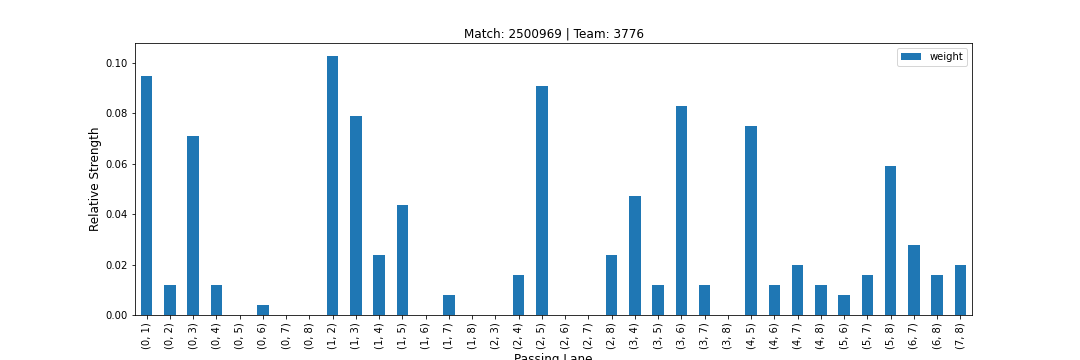 Match: 2500969 | Team: 3776
weight
Relative Strength
0.10
0.08
0.06
0.04
0.02
0.00
(0, 1) (0, 2) (0, 3) (0, 4) (0, 5) (0, 6) (0, 7) (0, 8) (1, 2) (1, 3) (1, 4) (1, 5) (1, 6) (1, 7) (1, 8) (2, 3) (2, 4) (2, 5) (2, 6) (2, 7) (2, 8) (3, 4) (3, 5) (3, 6) (3, 7) (3, 8) (4, 5) (4, 6) (4, 7) (4, 8) (5, 6) (5, 7) (5, 8) (6, 7) (6, 8) (7, 8)
Passing Lane